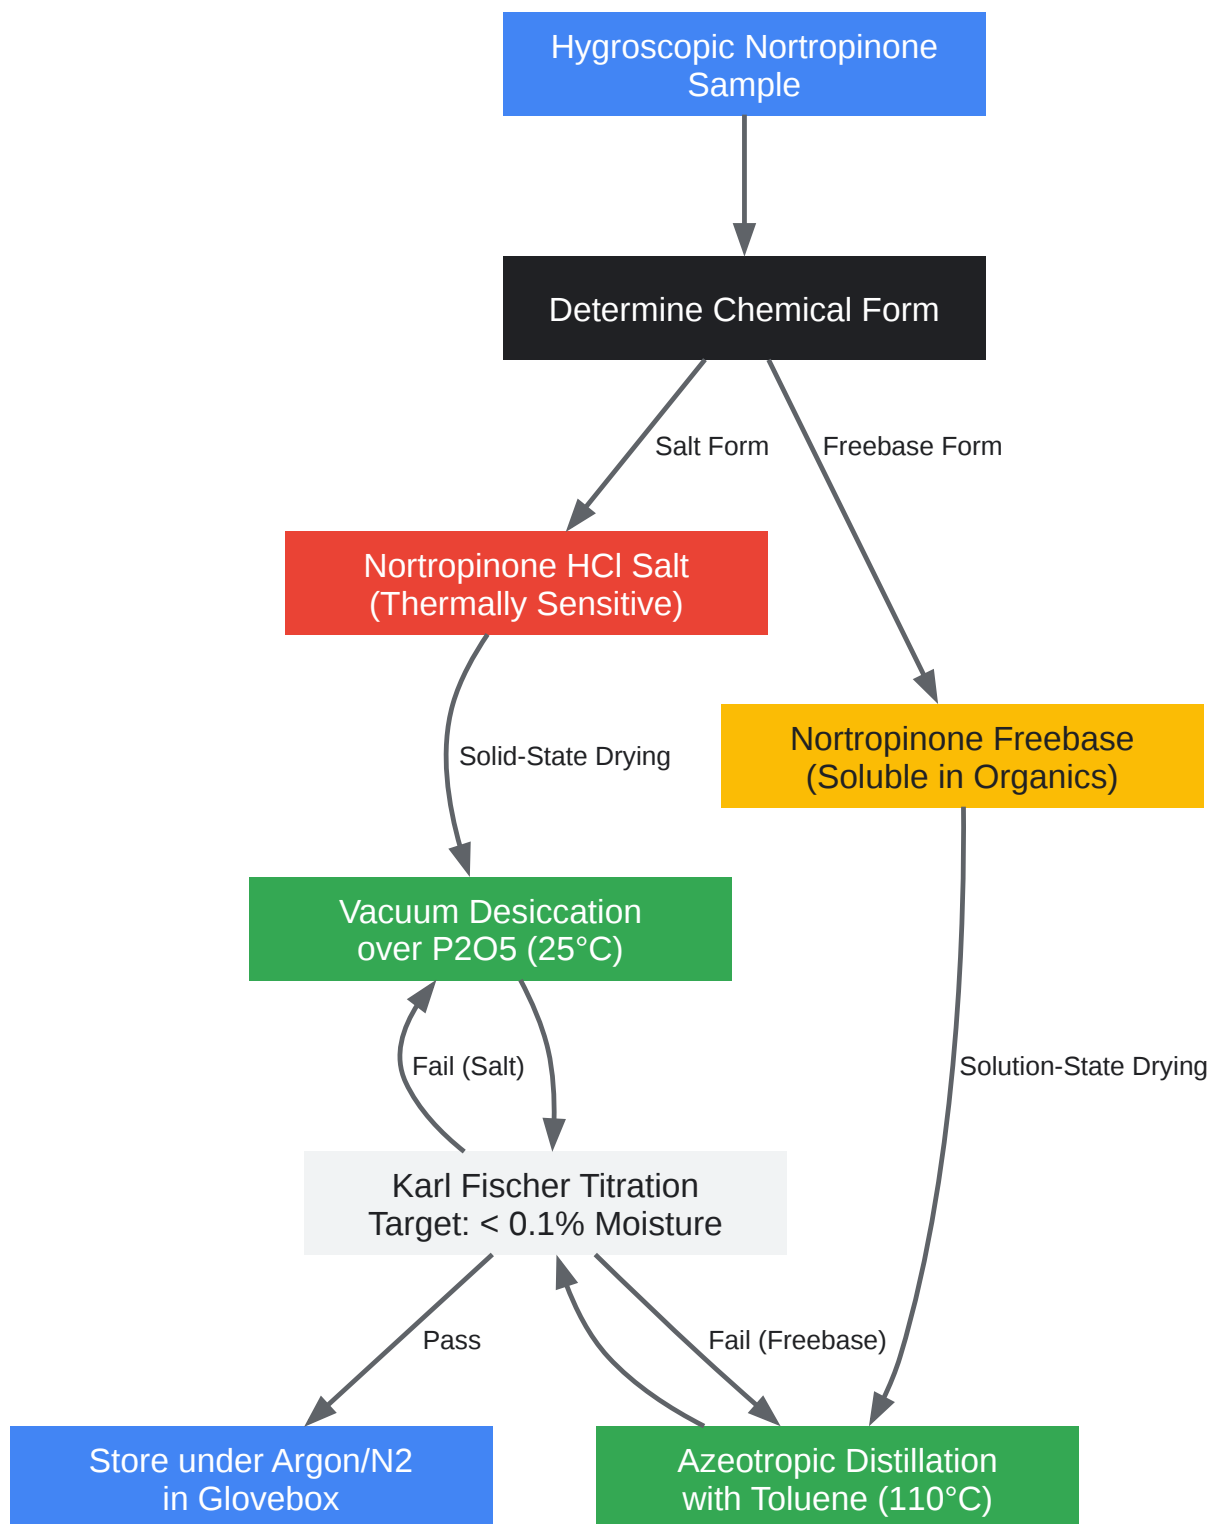 Hygroscopic Nortropinone
Sample
Determine Chemical Form
Salt Form
Freebase Form
Nortropinone HCl Salt
(Thermally Sensitive)
Nortropinone Freebase
(Soluble in Organics)
Solid-State Drying
Vacuum Desiccation
over P2O5 (25°C)
Fail (Salt)
Solution-State Drying
Karl Fischer Titration
Target: < 0.1% Moisture
Pass
Fail (Freebase)
Store under Argon/N2
in Glovebox
Azeotropic Distillation
with Toluene (110°C)